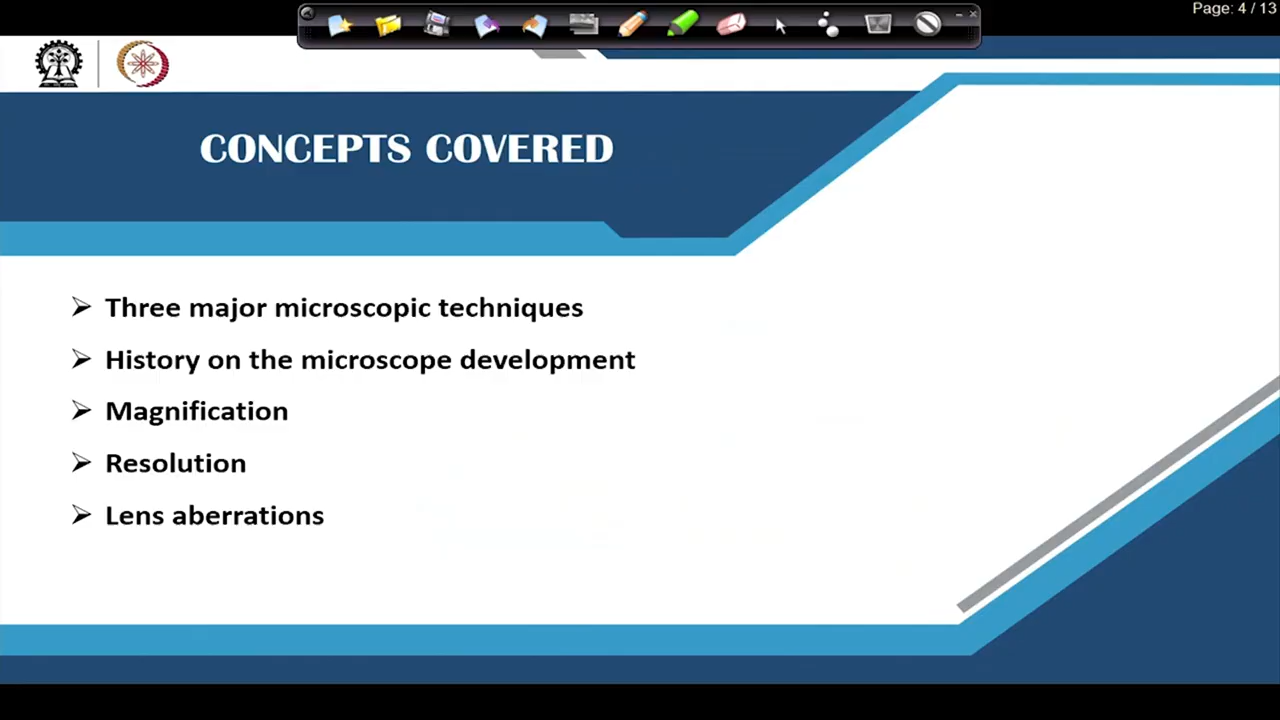 Page: 4 / 13
CONCEPTS COVERED
Three major microscopic techniques
History on the microscope development
Magnification
Resolution
Lens aberrations